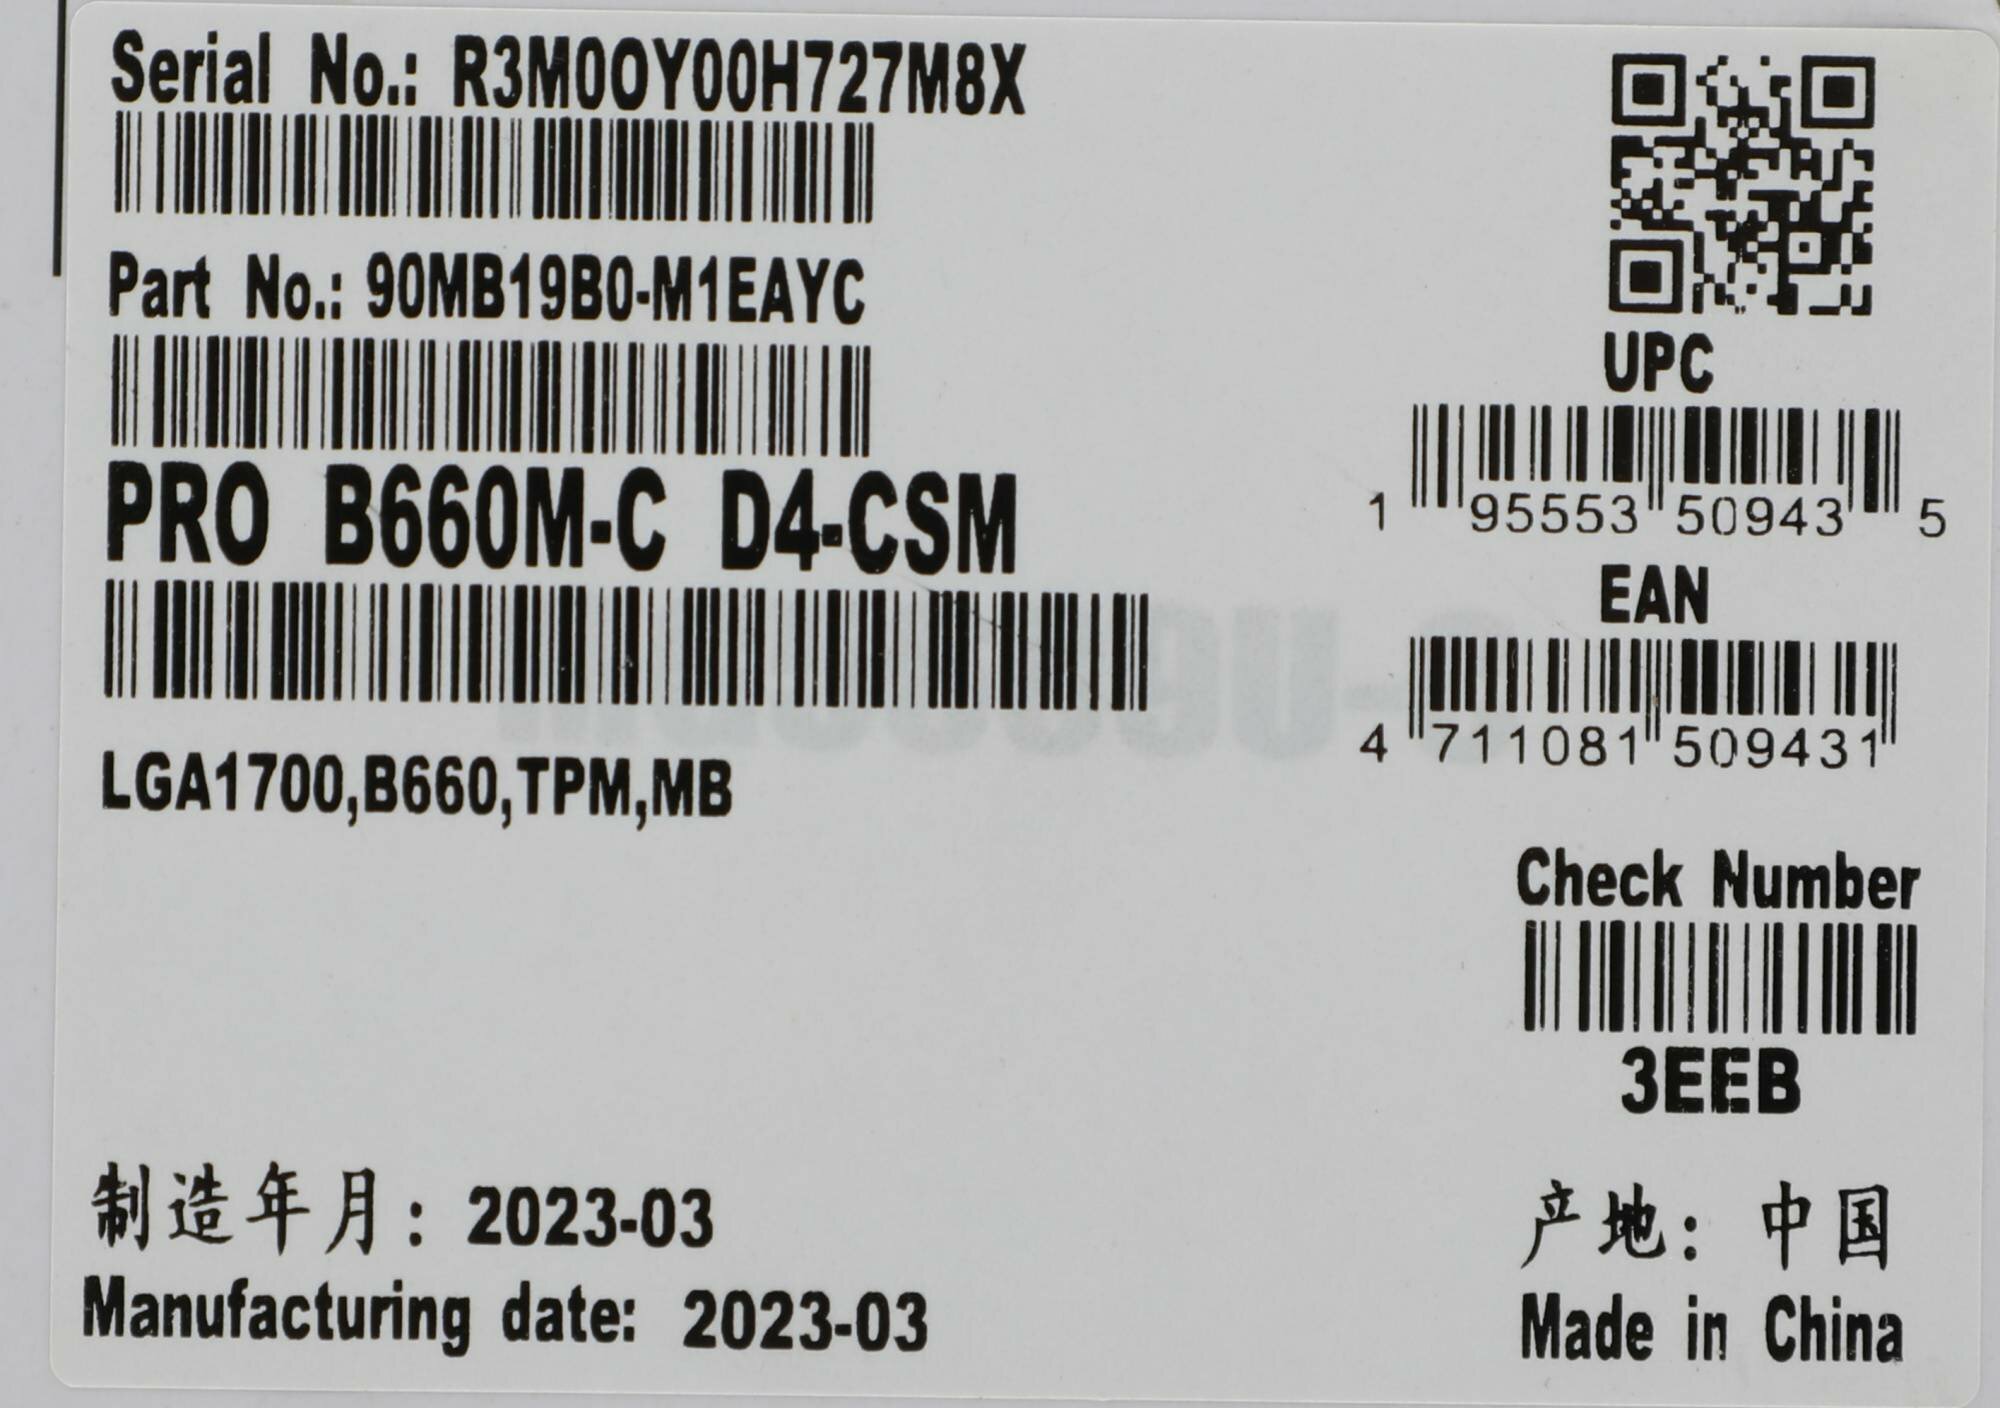 Serial No.: R3M0OY00H727M8X
Part No.: 90MB19B0-M1EAYC
PRO B660M-C D4-CSM
LGA1700,B660,TPM,MB
UPC
1 95553 50943 5
EAN
4 711081 509431
Check Number
3EEB
制造年月: 2023-03
Manufacturing date: 2023-03
产地: 中国
Made in China